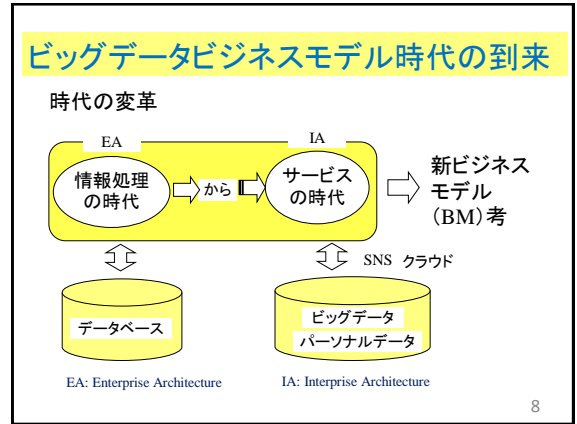 ビッグデータビジネスモデル時代の到来
時代の変革
EA
IA
情報処理
の時代
から
サービス
の時代
新ビジネス
モデル
(BM)考
SNS クラウド
データベース
ビッグデータ
パーソナルデータ
EA: Enterprise Architecture
IA: Interprise Architecture
8